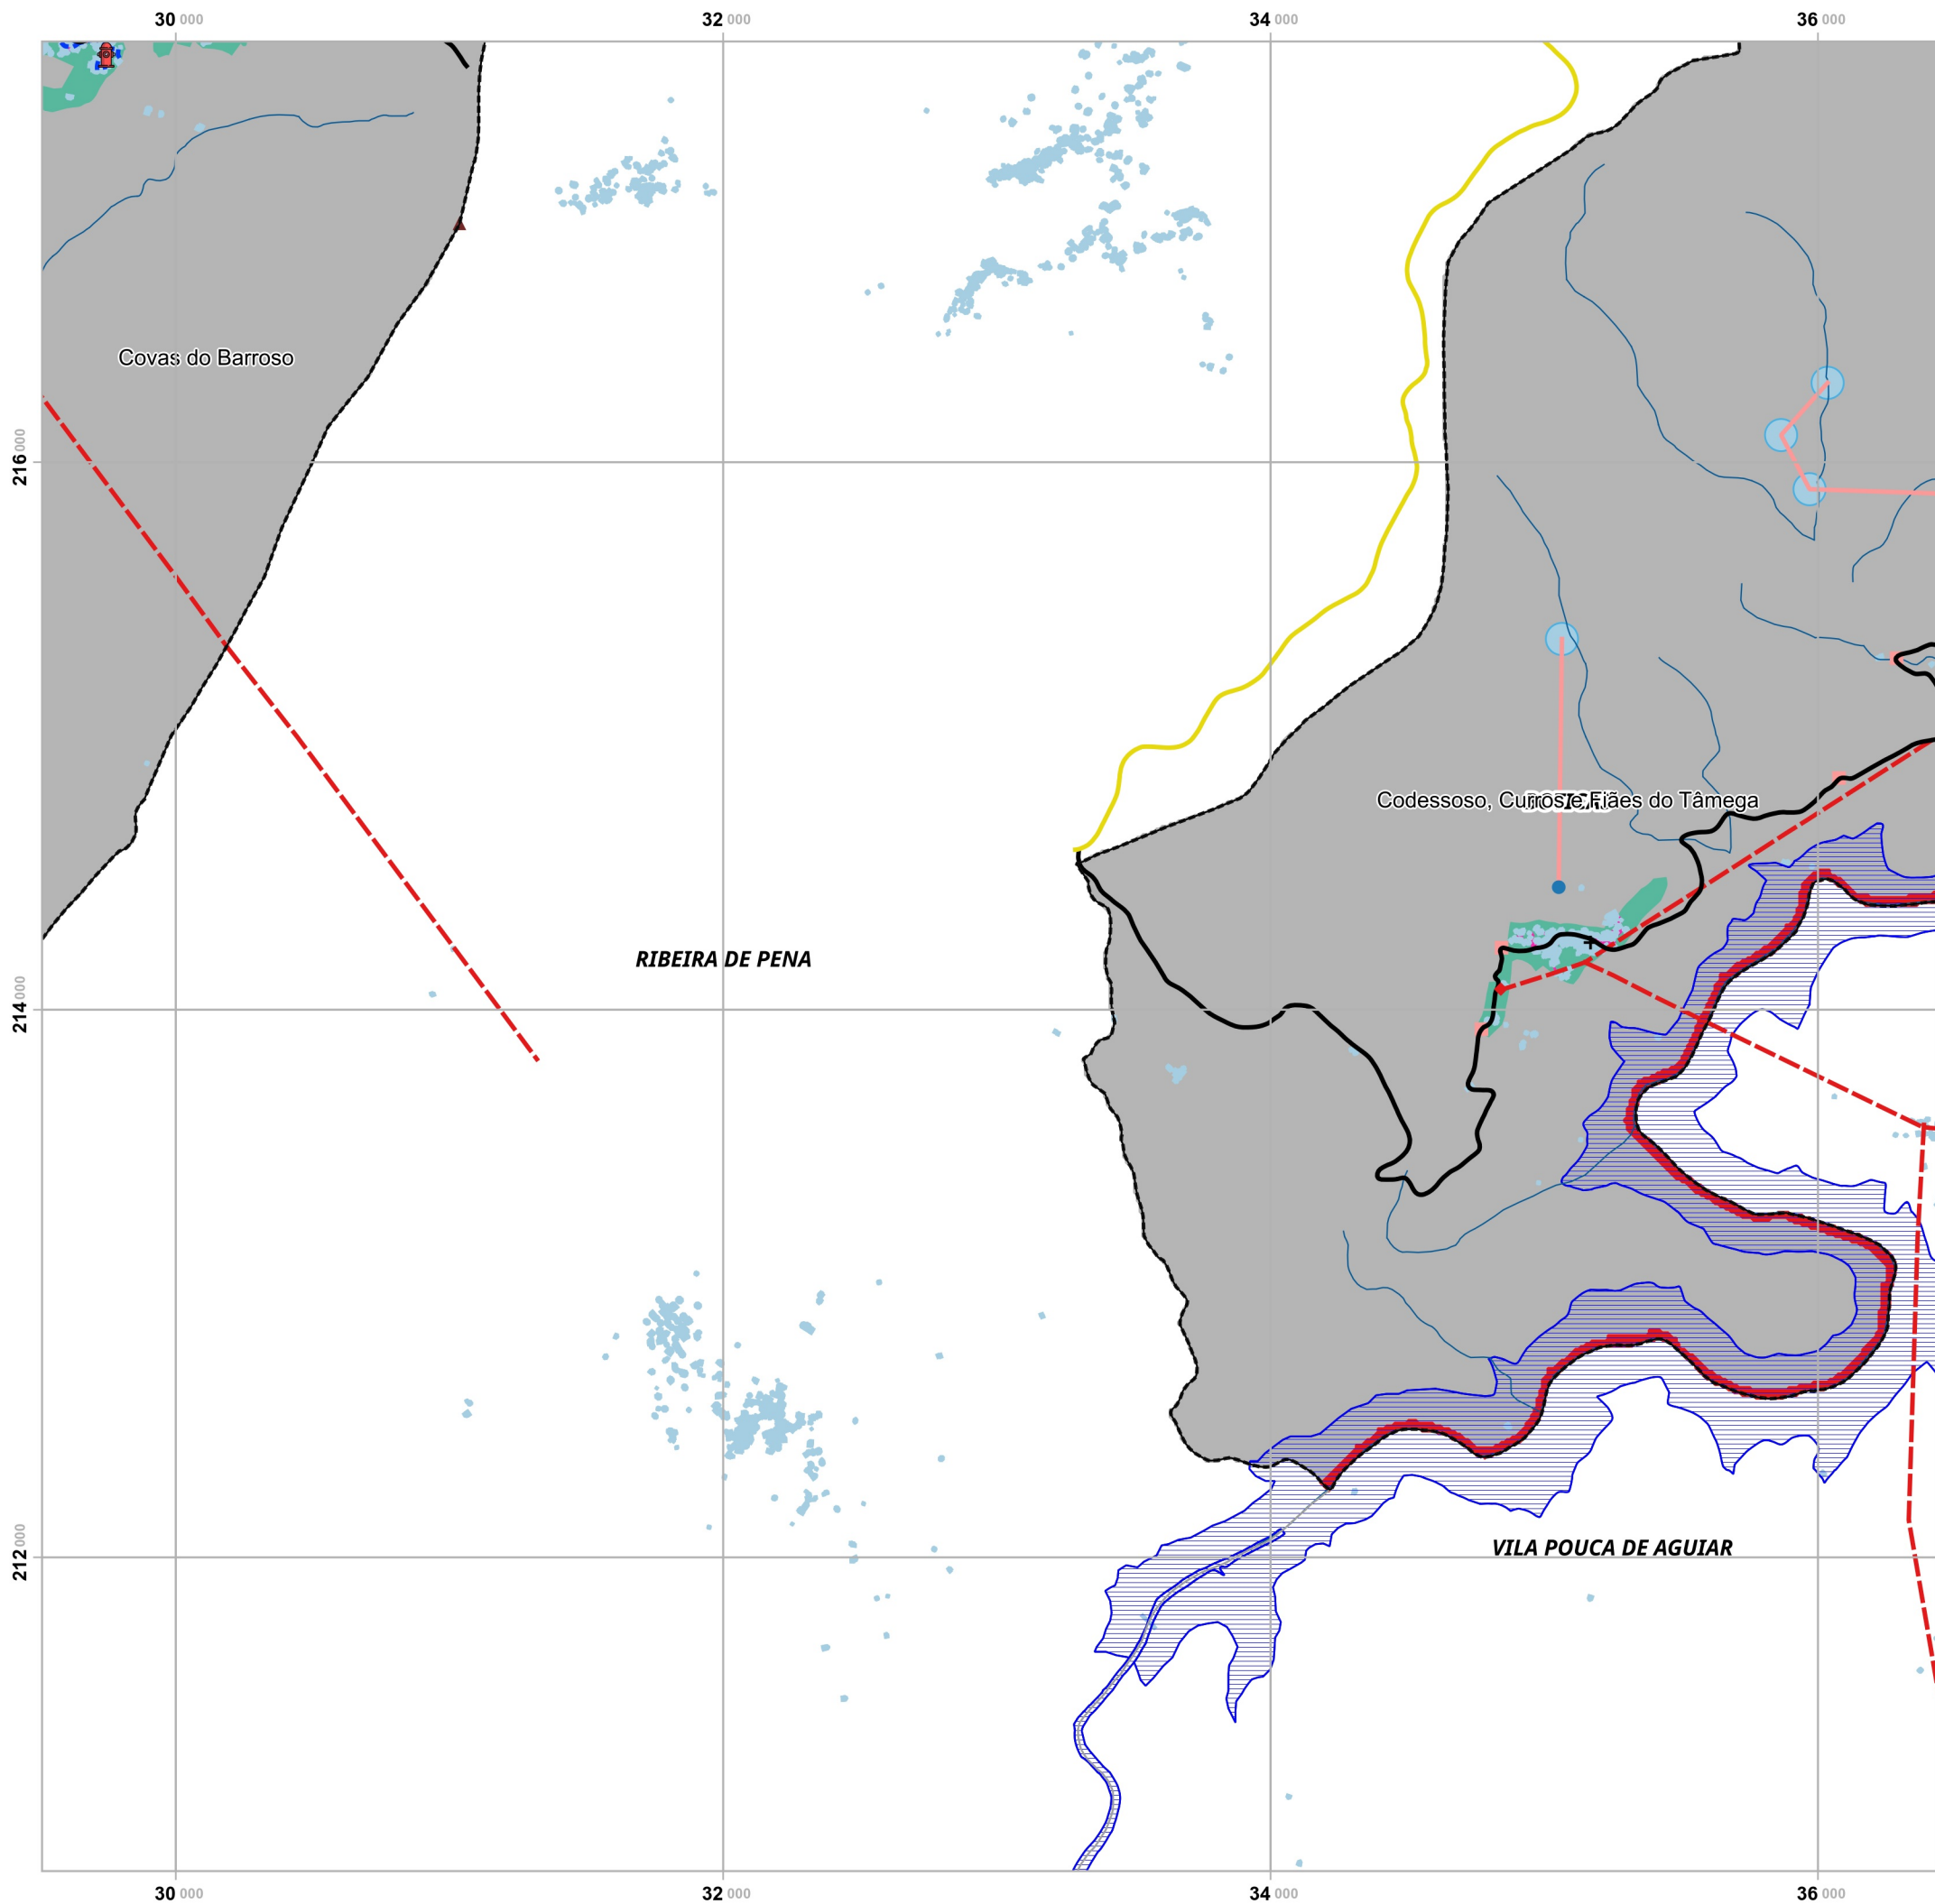 30 000
32 000
34 000
36 000
Covas do Barroso
216 000
Codessoso, Curros e Fiães do Tâmega
RIBEIRA DE PENA
214 000
VILA POUCA DE AGUIAR
212 000
30 000
32 000
34 000
36 000